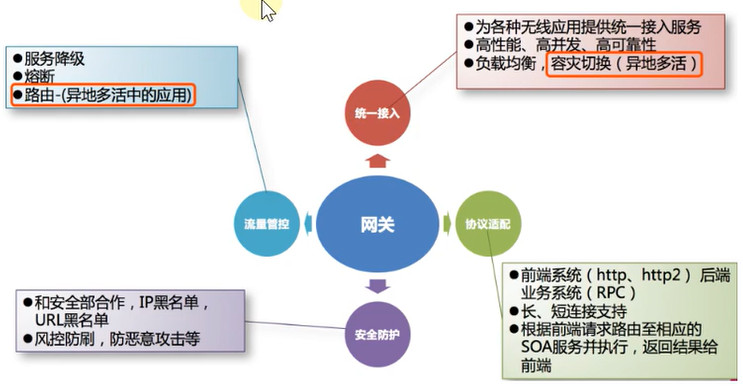 为各种无线应用提供统一接入服务
高性能、高并发、高可靠性
负载均衡，容灾切换（异地多活）
服务降级
熔断
路由-(异地多活中的应用)
统一接入
流量管控
网关
协议适配
前端系统（http、http2） 后端
业务系统（RPC）
长、短连接支持
根据前端请求路由至相应的
SOA服务并执行，返回结果给
前端
和安全部合作，IP黑名单，
URL黑名单
风控防刷，防恶意攻击等
安全防护